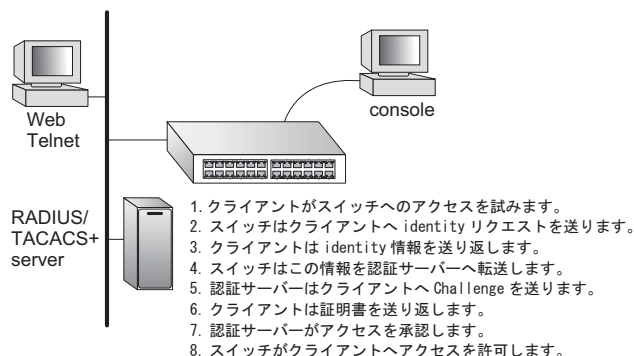 console
Web
Telnet
RADIUS/
TACACS+
server
1. クライアントがスイッチへのアクセスを試みます。
2. スイッチはクライアントへ identity リクエストを送ります。
3. クライアントは identity 情報を送り返します。
4. スイッチはこの情報を認証サーバーへ転送します。
5. 認証サーバーはクライアントへ Challenge を送ります。
6. クライアントは証明書を送り返します。
7. 認証サーバーがアクセスを承認します。
8. スイッチがクライアントへアクセスを許可します。